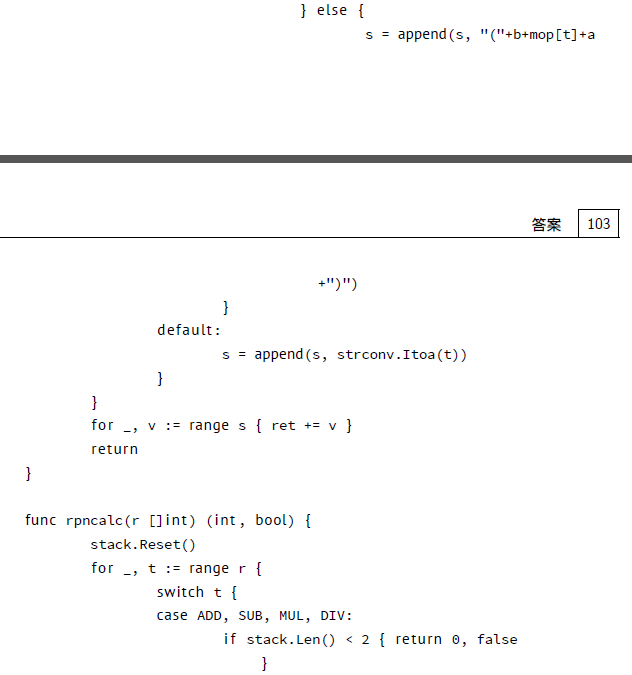 } else {
s = append(s, "("+b+mop[t]+a
答案 103
+")")
}
default:
s = append(s, strconv.Itoa(t))
}
}
for _, v := range s { ret += v }
return
}
func rpncalc(r []int) (int, bool) {
stack.Reset()
for _, t := range r {
switch t {
case ADD, SUB, MUL, DIV:
if stack.Len() < 2 { return 0, false
}